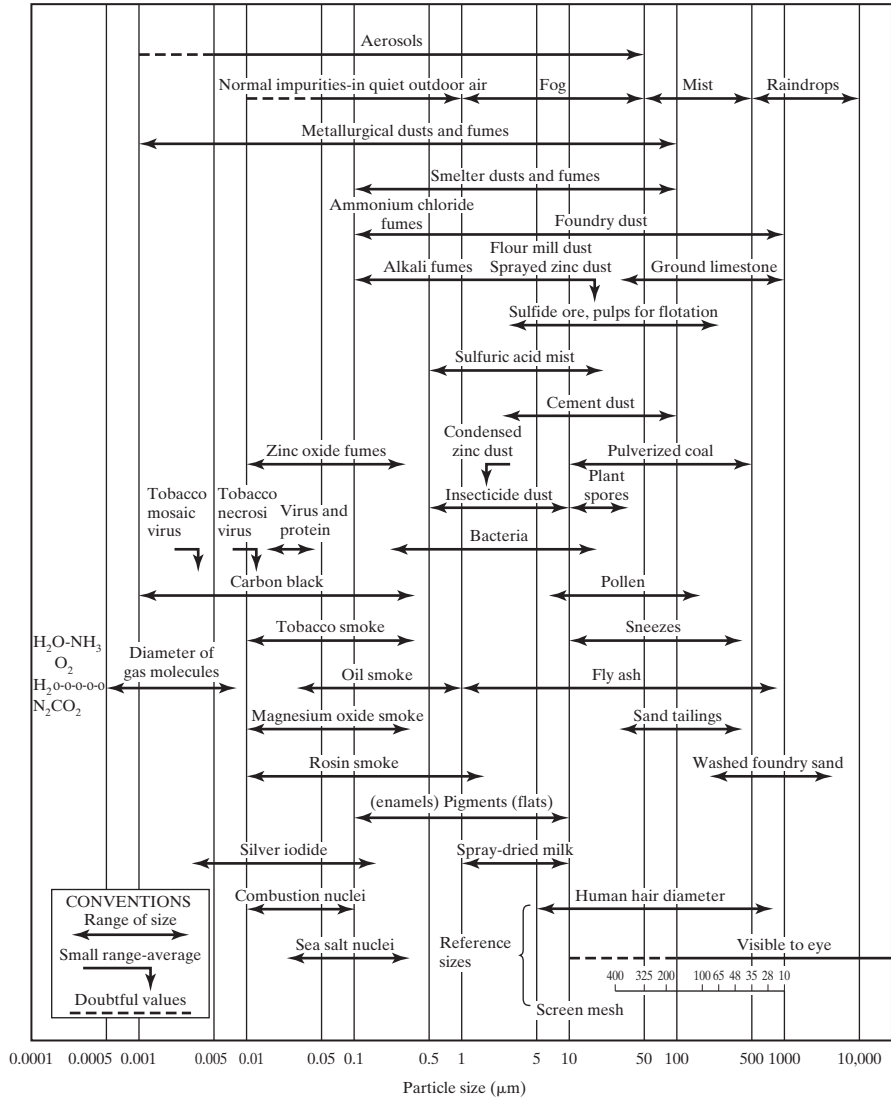 Aerosols
Normal impurities-in quiet outdoor air
Fog
Mist
Raindrops
Metallurgical dusts and fumes
Smelter dusts and fumes
Ammonium chloride
fumes
Foundry dust
Flour mill dust
Alkali fumes
Sprayed zinc dust
Ground limestone
Sulfide ore, pulps for flotation
Sulfuric acid mist
Cement dust
Condensed
zinc dust
Zinc oxide fumes
Pulverized coal
Plant
spores
Insecticide dust
Tobacco
mosaic
virus
Tobacco
necrosi
virus
Virus and
protein
Bacteria
Carbon black
Pollen
Tobacco smoke
Sneezes
H₂O-NH₃
O₂
H₂o-o-o-o-o
N₂CO₂
Diameter of
gas molecules
Oil smoke
Fly ash
Magnesium oxide smoke
Sand tailings
Rosin smoke
Washed foundry sand
(enamels) Pigments (flats)
Silver iodide
Spray-dried milk
CONVENTIONS
Range of size
Small range-average
Doubtful values
Combustion nuclei
Human hair diameter
Sea salt nuclei
Reference
sizes
Visible to eye
400 325 200 100 65 48 35 28 10
Screen mesh
0.0001 0.0005 0.001 0.005 0.01 0.05 0.1 0.5 1 5 10 50 100 500 1000 10,000
Particle size (μm)